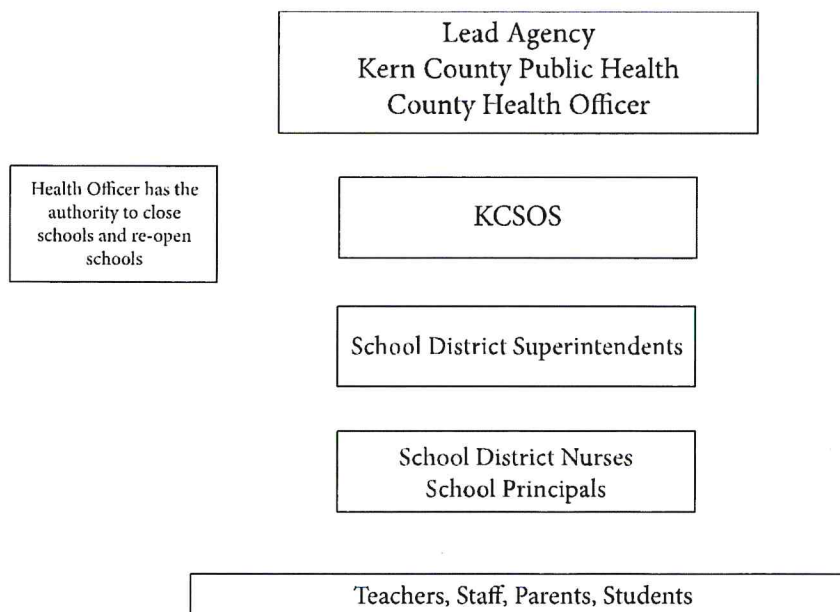 Lead Agency
Kern County Public Health
County Health Officer
Health Officer has the
authority to close
schools and re-open
schools
KCSOS
School District Superintendents
School District Nurses
School Principals
Teachers, Staff, Parents, Students